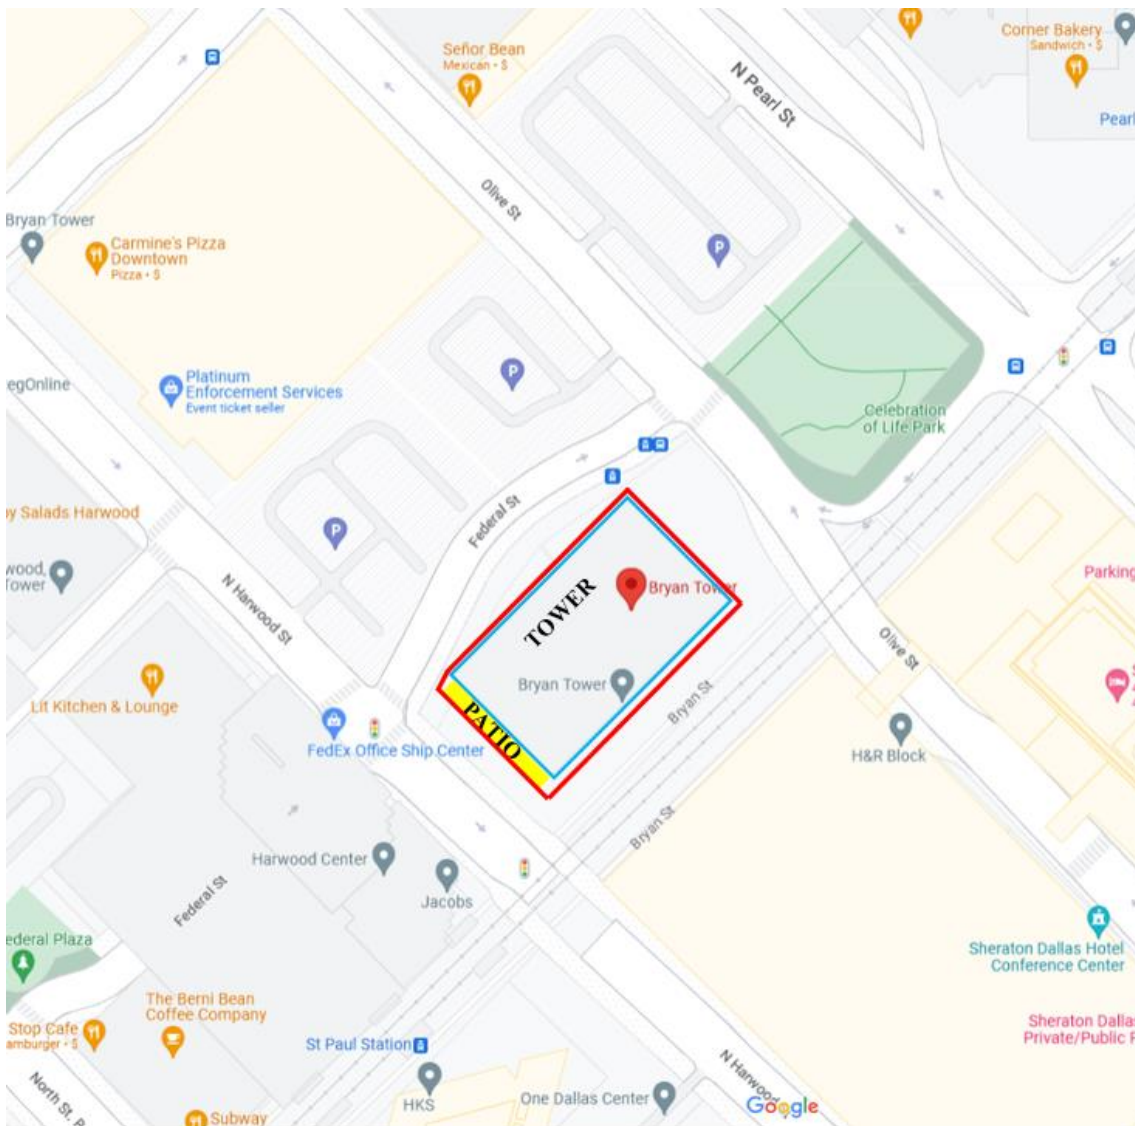 Señor Bean
Mexican • $
Corner Bakery
Sandwich • $
N Pearl St
Pearl
Olive St
Bryan Tower
Carmine's Pizza
Downtown
Pizza • $
egOnline
Platinum
Enforcement Services
Event ticket seller
Celebration
of Life Park
P
P
P
y Salads Harwood
Federal St
wood,
Tower
N Harwood St
TOWER
Bryan Tower
Parking
Olive St
Bryan Tower
Bryan St
PATIO
Lit Kitchen & Lounge
FedEx Office Ship Center
H&R Block
Bryan St
Harwood Center
Jacobs
Federal St
ederal Plaza
Sheraton Dallas Hotel
Conference Center
The Berni Bean
Coffee Company
Stop Cafe
amburger • $
St Paul Station
Sheraton Dallas
Private/Public P
North St. P
HKS
One Dallas Center
N Harwood
Google
Subway